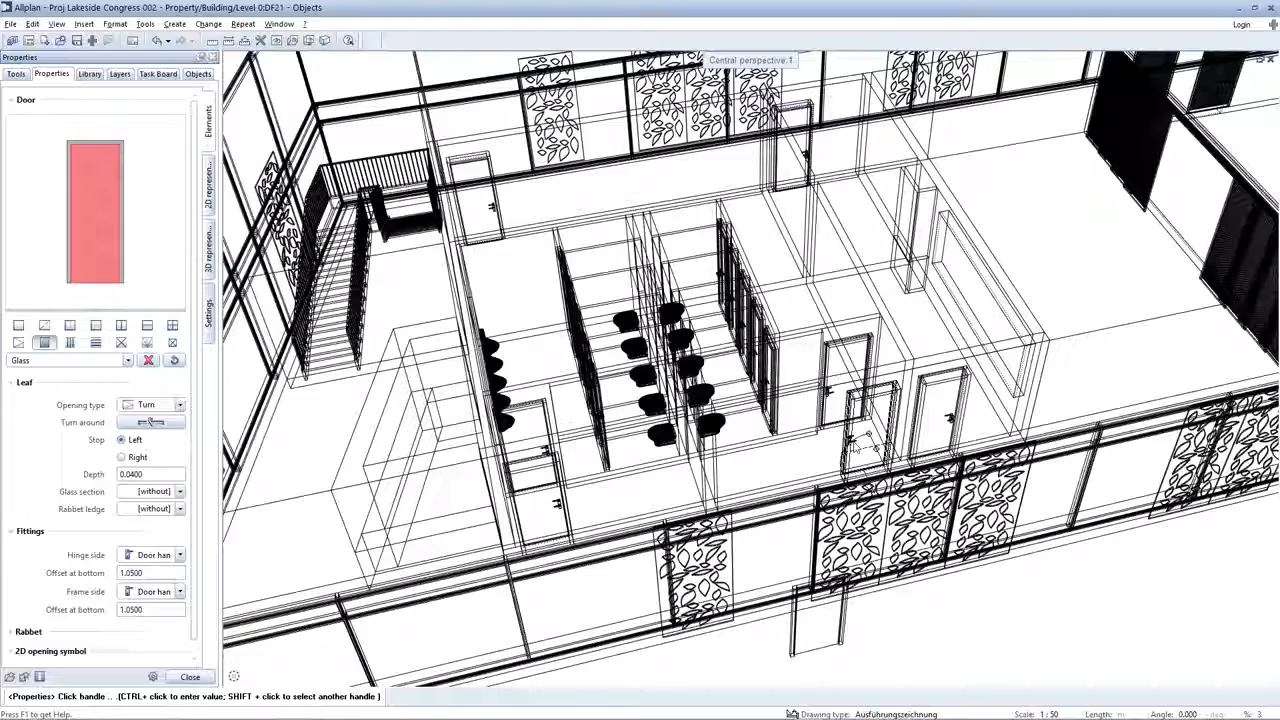 Allplan - Proj Lakeside Congress 002 - Property/Building/Level 0:DF21 - Objects
File Edit View Insert Format Tools Create Change Repeat Window ?
Login
Properties
Central perspective:1
Tools Properties Library Layers Task Board Objects
Door
Elements
2D represen...
3D represen...
Settings
Glass
Leaf
Opening type Turn
Turn around
Stop Left
Right
Depth 0.0400
Glass section [without]
Rabbet ledge [without]
Fittings
Hinge side Door han
Offset at bottom 1.0500
Frame side Door han
Offset at bottom 1.0500
Rabbet
2D opening symbol
Close
<Properties> Click handle .. .(CTRL+ click to enter value; SHIFT + click to select another handle )
Press F1 to get Help.
Drawing type: Ausführungszeichnung
Scale: 1 : 50
Length: m
Angle: 0.000 deg
%: 3